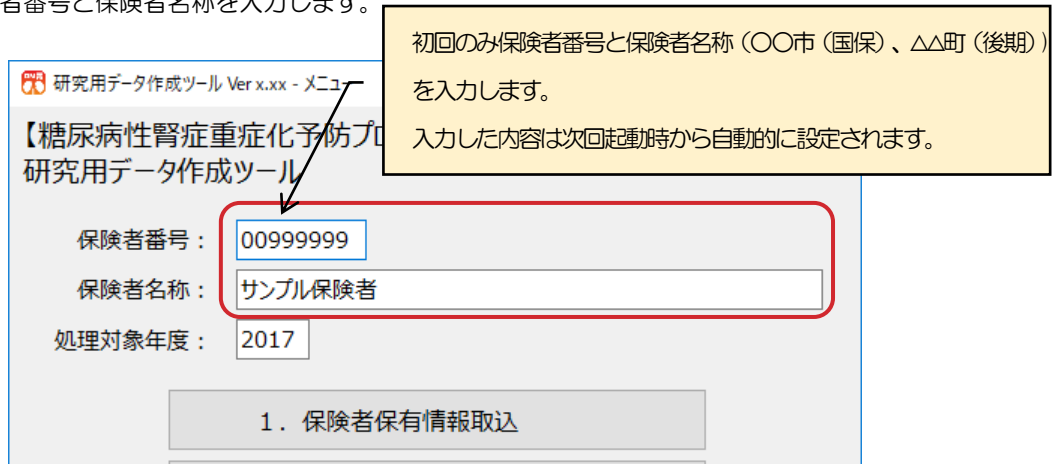 者番号と保険者名称を入力します。
初回のみ保険者番号と保険者名称（〇〇市（国保）、△△町（後期））
を入力します。
入力した内容は次回起動時から自動的に設定されます。
研究用データ作成ツール Ver x.xx - メニュー
【糖尿病性腎症重症化予防プロ
研究用データ作成ツール
保険者番号： 00999999
保険者名称： サンプル保険者
処理対象年度： 2017
1．保険者保有情報取込